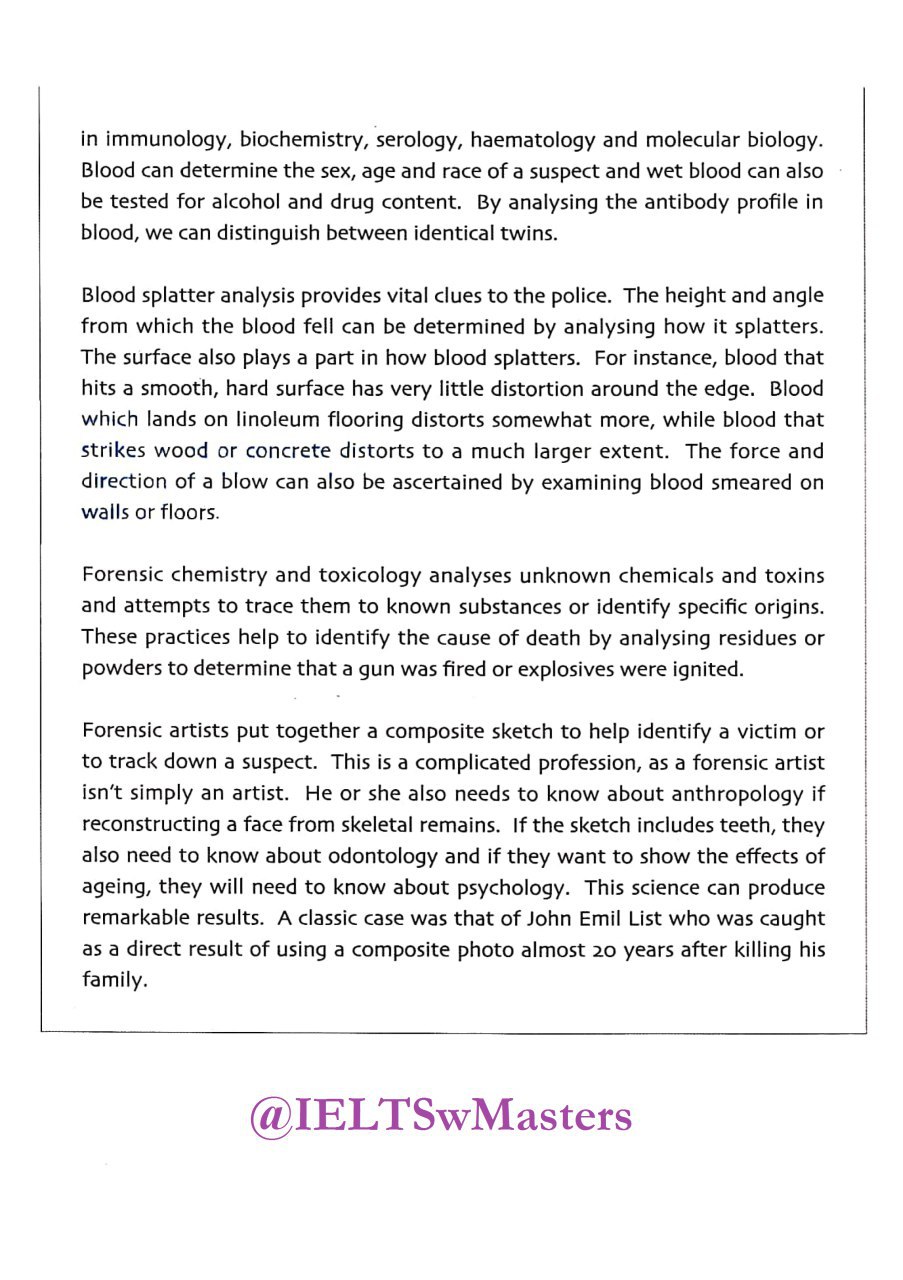 in immunology, biochemistry, serology, haematology and molecular biology.
Blood can determine the sex, age and race of a suspect and wet blood can also
be tested for alcohol and drug content. By analysing the antibody profile in
blood, we can distinguish between identical twins.
Blood splatter analysis provides vital clues to the police. The height and angle
from which the blood fell can be determined by analysing how it splatters.
The surface also plays a part in how blood splatters. For instance, blood that
hits a smooth, hard surface has very little distortion around the edge. Blood
which lands on linoleum flooring distorts somewhat more, while blood that
strikes wood or concrete distorts to a much larger extent. The force and
direction of a blow can also be ascertained by examining blood smeared on
walls or floors.
Forensic chemistry and toxicology analyses unknown chemicals and toxins
and attempts to trace them to known substances or identify specific origins.
These practices help to identify the cause of death by analysing residues or
powders to determine that a gun was fired or explosives were ignited.
Forensic artists put together a composite sketch to help identify a victim or
to track down a suspect. This is a complicated profession, as a forensic artist
isn't simply an artist. He or she also needs to know about anthropology if
reconstructing a face from skeletal remains. If the sketch includes teeth, they
also need to know about odontology and if they want to show the effects of
ageing, they will need to know about psychology. This science can produce
remarkable results. A classic case was that of John Emil List who was caught
as a direct result of using a composite photo almost 20 years after killing his
family.
@IELTSwMasters